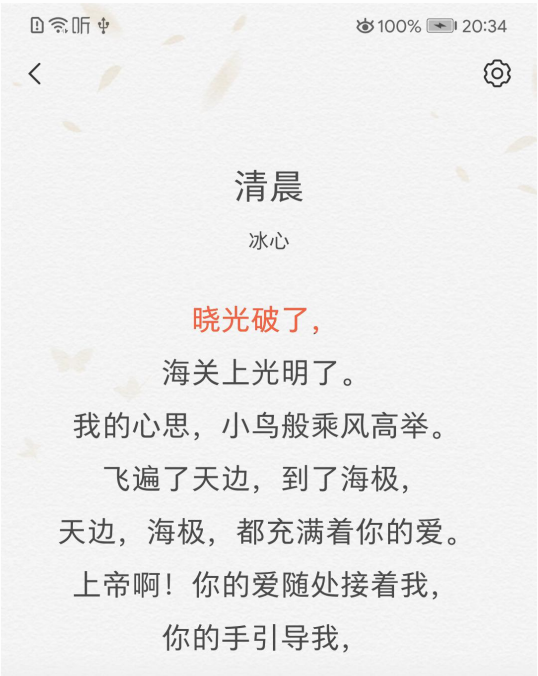 听 100% 20:34
清晨
冰心
晓光破了，
海关上光明了。
我的心思，小鸟般乘风高举。
飞遍了天边，到了海极，
天边，海极，都充满着你的爱。
上帝啊！你的爱随处接着我，
你的手引导我，